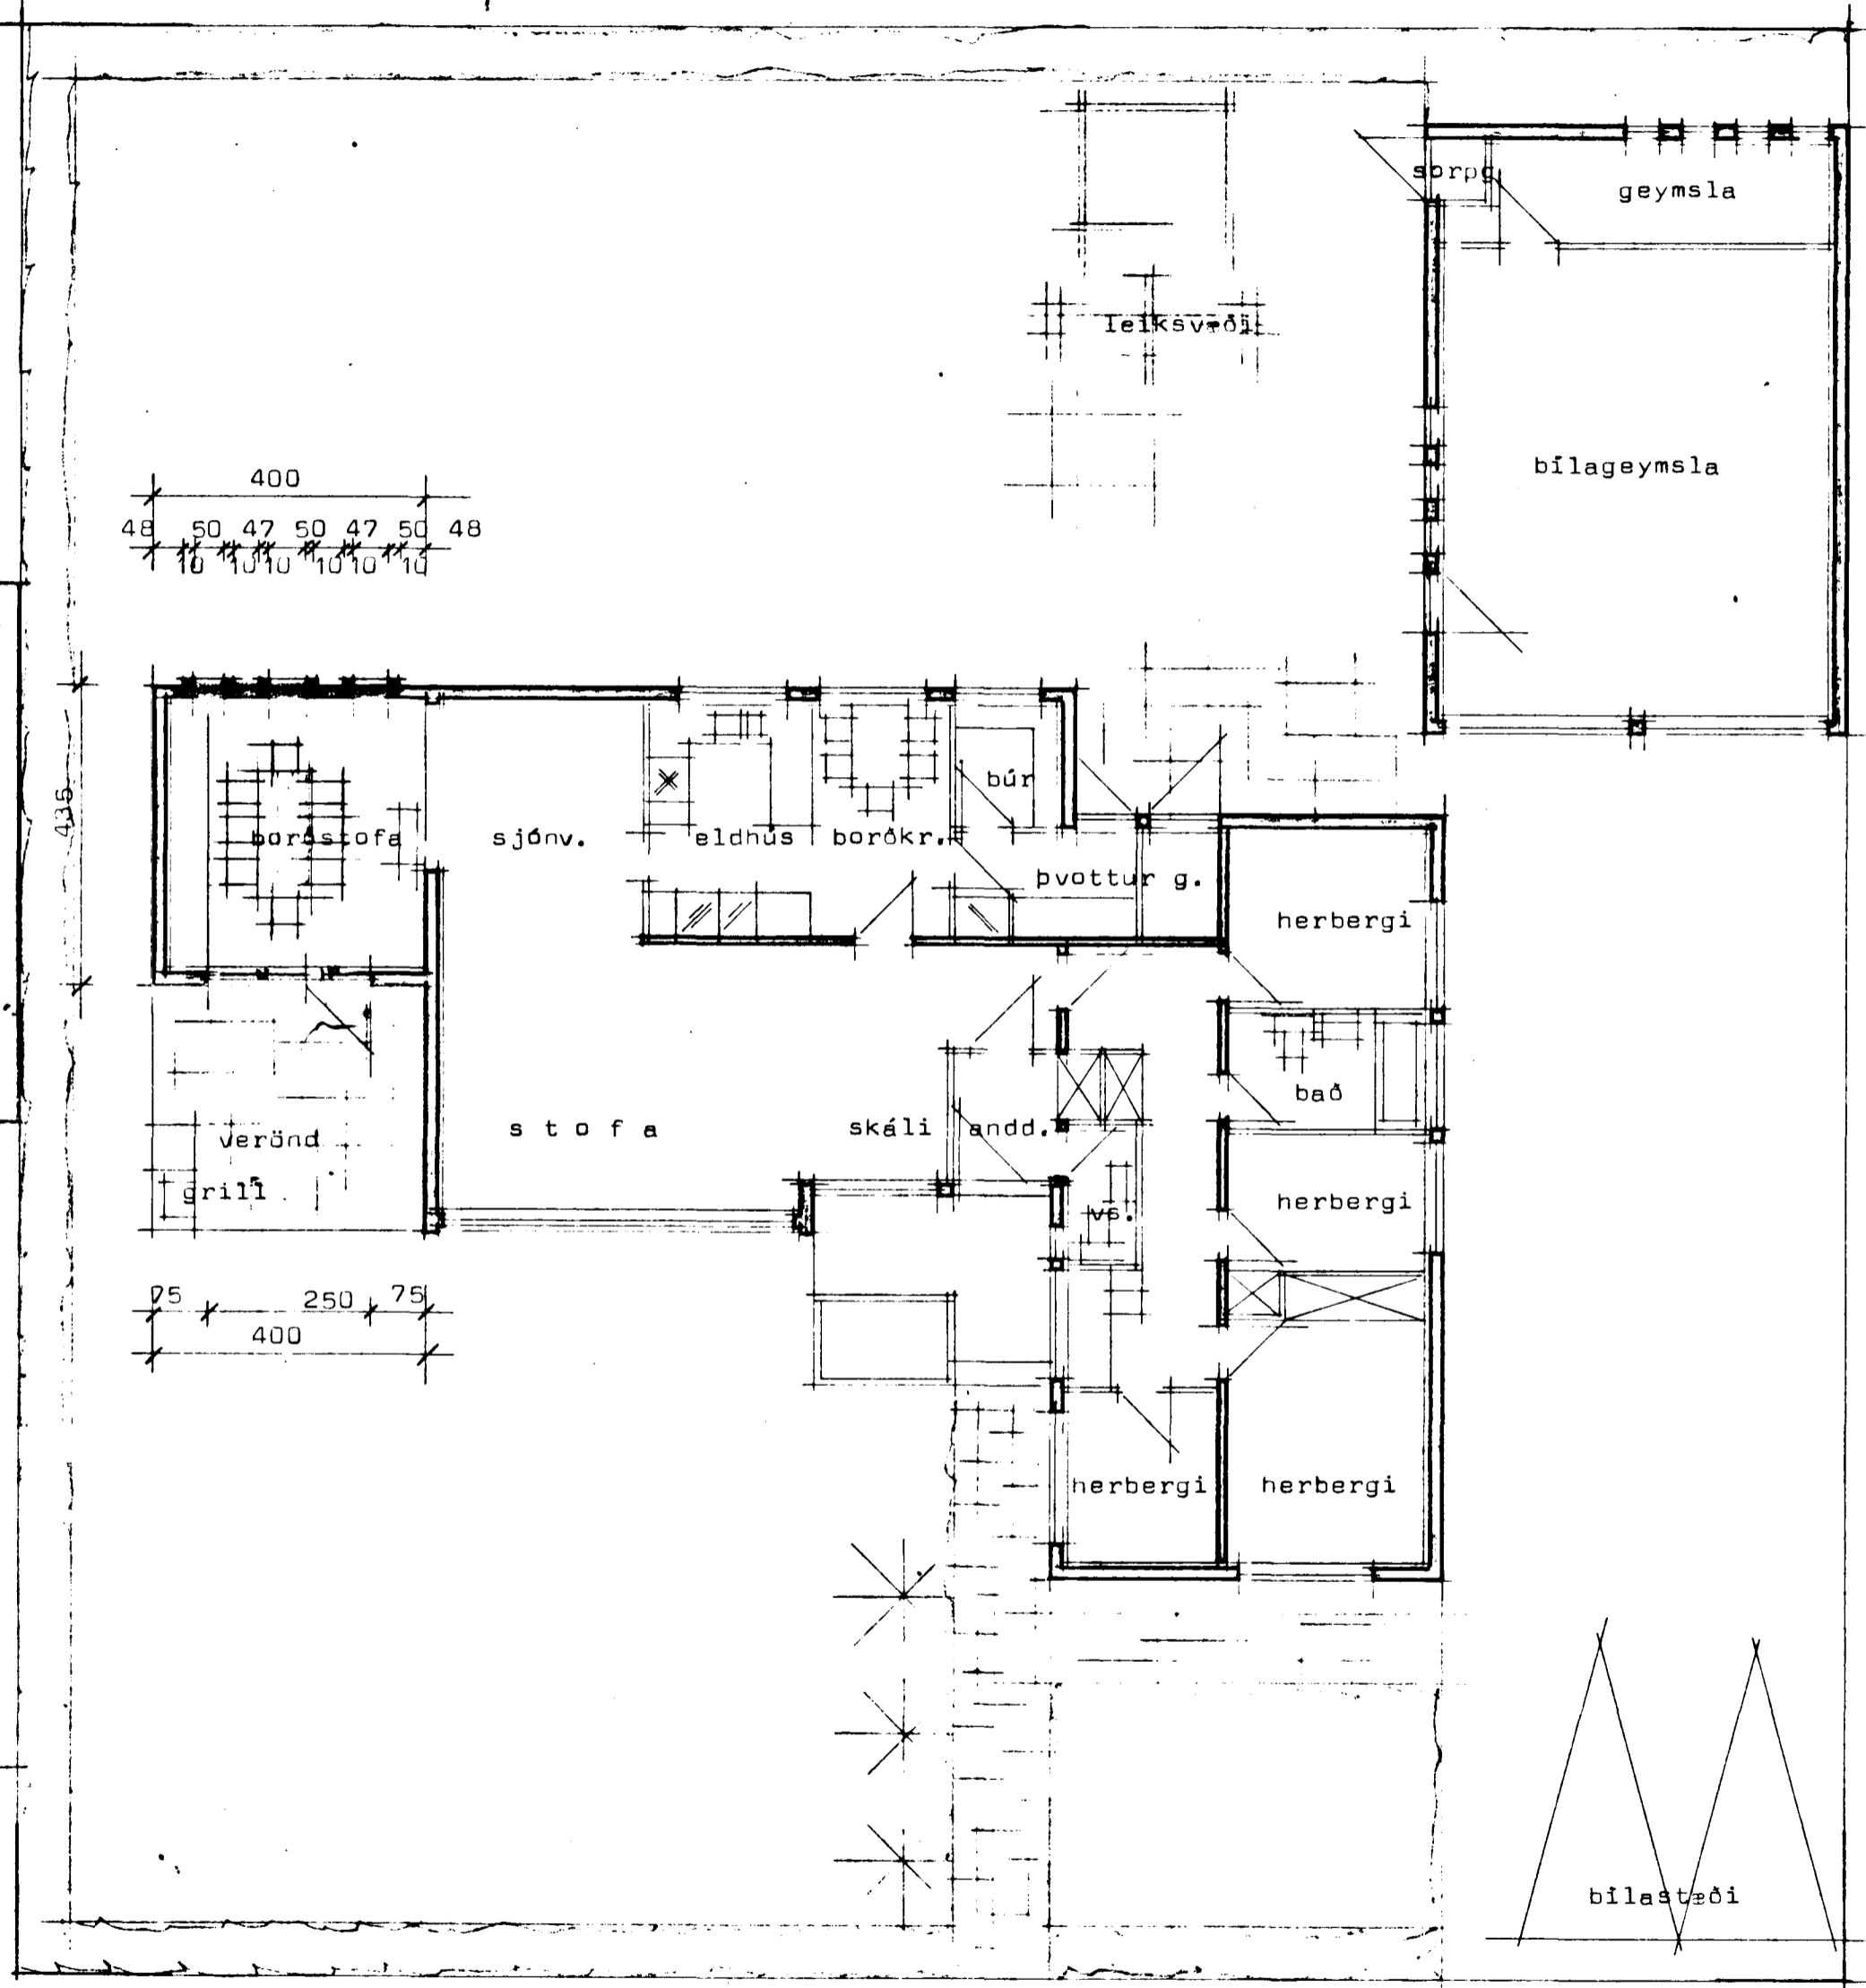 sorpg
geymsla
leiksvæði
bílageymsla
400
48 50 47 50 47 50 48
10 10 10 10 10 10
435
búr
borðstofa sjónv. eldhús borðkr.
þvottur g.
herbergi
bað
verönd s t o f a skáli andd.
grill
herbergi
vs.
75 250 75
400
herbergi herbergi
bílastæði